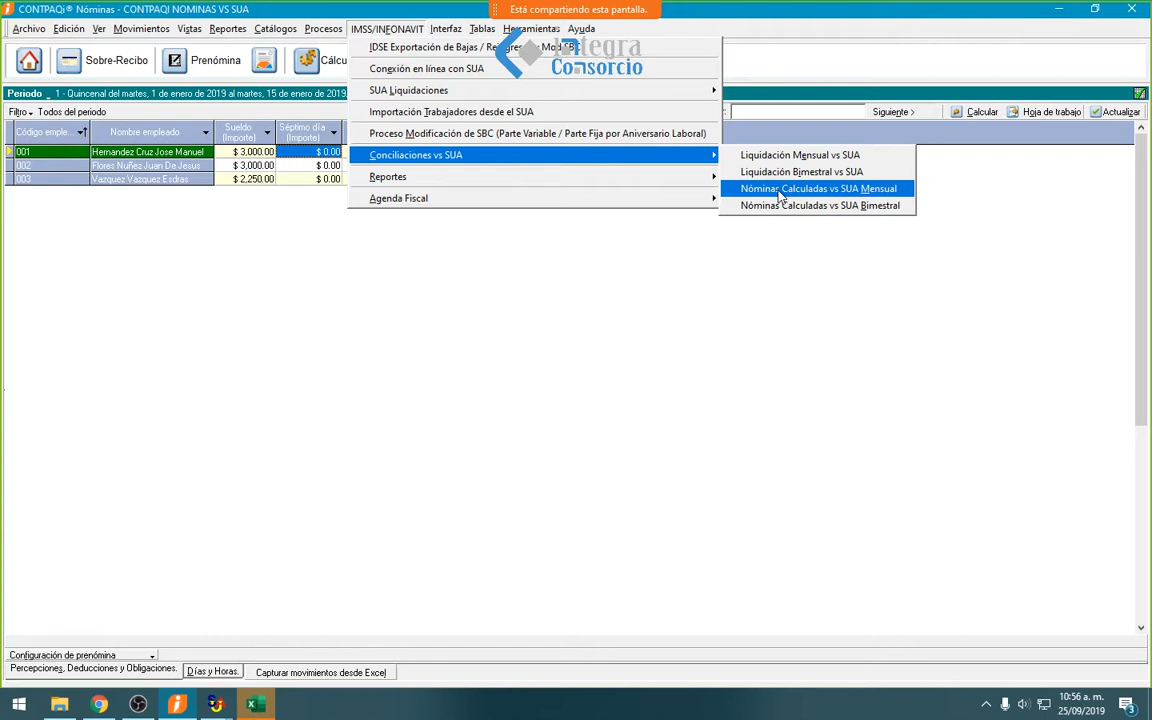 CONTPAQi® Nóminas - CONTPAQI NOMINAS VS SUA
Está compartiendo esta pantalla.
Archivo Edición Ver Movimientos Vistas Reportes Catálogos Procesos IMSS/INFONAVIT Interfaz Tablas Herramientas Ayuda
Sobre-Recibo Prenómina
IDSE Exportación de Bajas /
Integra
Consorcio
Conexión en línea con SUA
SUA Liquidaciones
Periodo 1 - Quincenal del martes, 1 de enero de 2019 al martes, 15 de enero de 2019,
Filtro Todos del periodo
Importación Trabajadores desde el SUA
Siguiente > Calcular Hoja de trabajo Actualizar
Código emple... Nombre empleado Sueldo (Importe) Séptimo día (Importe)
Proceso Modificación de SBC (Parte Variable / Parte Fija por Aniversario Laboral)
001 Hernandez Cruz Jose Manuel $ 3,000.00 $ 0.00
Conciliaciones vs SUA
Liquidación Mensual vs SUA
002 Flores Nuñez Juan De Jesus $ 3,000.00 $ 0.00
Liquidación Bimestral vs SUA
003 Vazquez Vazquez Esdras $ 2,250.00 $ 0.00
Reportes
Nóminas Calculadas vs SUA Mensual
Agenda Fiscal
Nóminas Calculadas vs SUA Bimestral
Configuración de prenómina
Percepciones, Deducciones y Obligaciones. Días y Horas. Capturar movimientos desde Excel
10:56 a. m.
25/09/2019
3